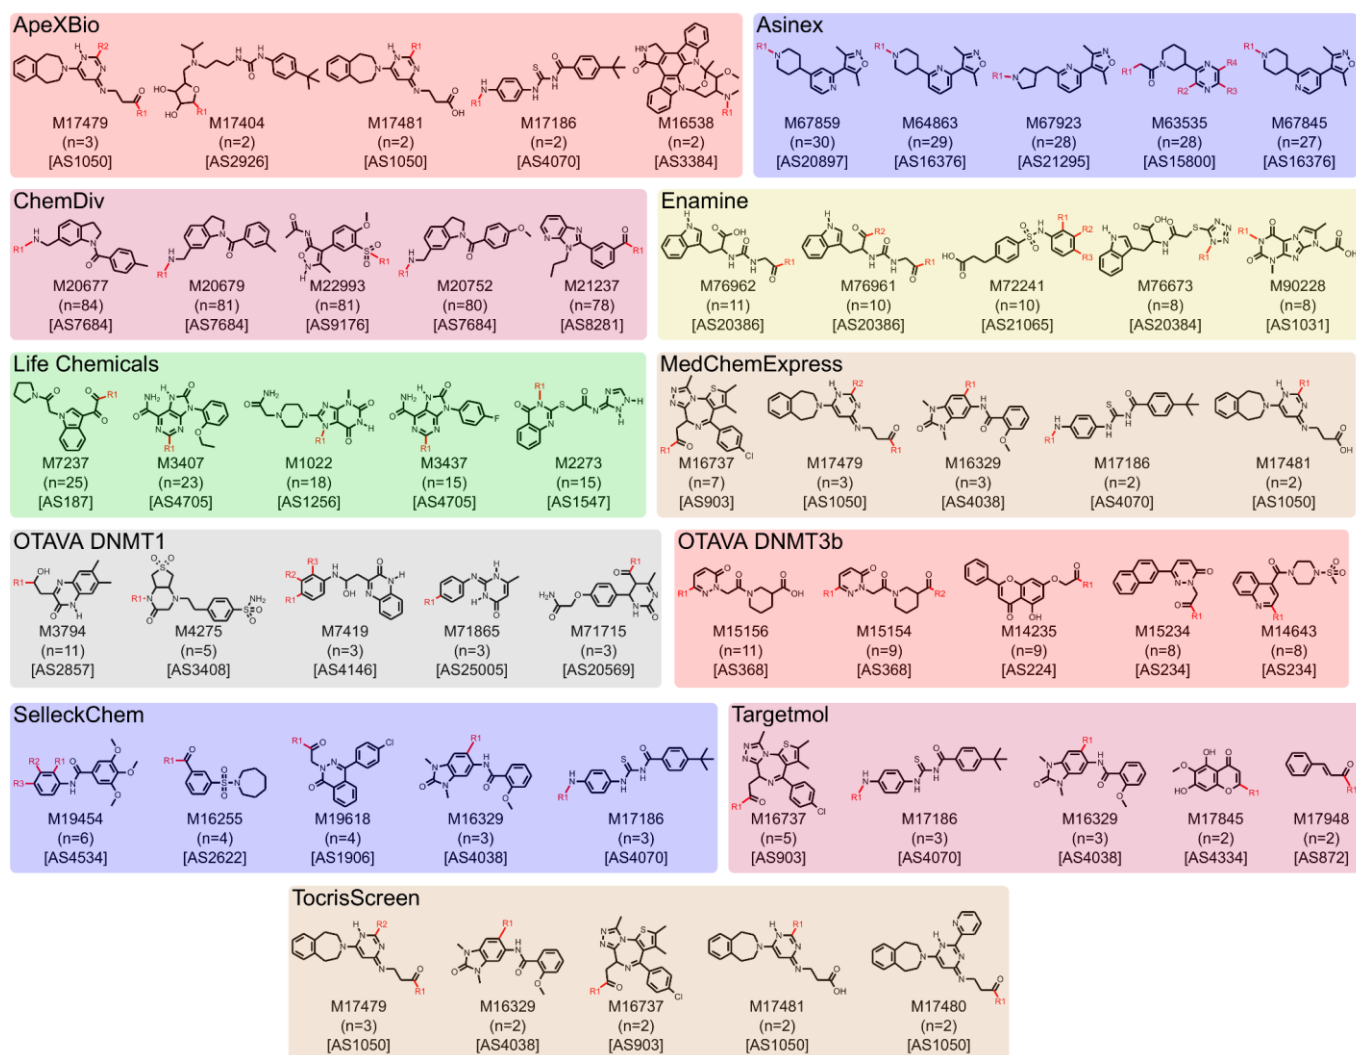 ApeXBio
M17479
(n=3)
[AS1050]
M17404
(n=2)
[AS2926]
M17481
(n=2)
[AS1050]
M17186
(n=2)
[AS4070]
M16538
(n=2)
[AS3384]
Asinex
M67859
(n=30)
[AS20897]
M64863
(n=29)
[AS16376]
M67923
(n=28)
[AS21295]
M63535
(n=28)
[AS15800]
M67845
(n=27)
[AS16376]
ChemDiv
M20677
(n=84)
[AS7684]
M20679
(n=81)
[AS7684]
M22993
(n=81)
[AS9176]
M20752
(n=80)
[AS7684]
M21237
(n=78)
[AS8281]
Enamine
M76962
(n=11)
[AS20386]
M76961
(n=10)
[AS20386]
M72241
(n=10)
[AS21065]
M76673
(n=8)
[AS20384]
M90228
(n=8)
[AS1031]
Life Chemicals
M7237
(n=25)
[AS187]
M3407
(n=23)
[AS4705]
M1022
(n=18)
[AS1256]
M3437
(n=15)
[AS4705]
M2273
(n=15)
[AS1547]
MedChemExpress
M16737
(n=7)
[AS903]
M17479
(n=3)
[AS1050]
M16329
(n=3)
[AS4038]
M17186
(n=2)
[AS4070]
M17481
(n=2)
[AS1050]
OTAVA DNMT1
M3794
(n=11)
[AS2857]
M4275
(n=5)
[AS3408]
M7419
(n=3)
[AS4146]
M71865
(n=3)
[AS25005]
M71715
(n=3)
[AS20569]
OTAVA DNMT3b
M15156
(n=11)
[AS368]
M15154
(n=9)
[AS368]
M14235
(n=9)
[AS224]
M15234
(n=8)
[AS234]
M14643
(n=8)
[AS234]
SelleckChem
M19454
(n=6)
[AS4534]
M16255
(n=4)
[AS2622]
M19618
(n=4)
[AS1906]
M16329
(n=3)
[AS4038]
M17186
(n=3)
[AS4070]
Targetmol
M16737
(n=5)
[AS903]
M17186
(n=3)
[AS4070]
M16329
(n=3)
[AS4038]
M17845
(n=2)
[AS4334]
M17948
(n=2)
[AS872]
TocrisScreen
M17479
(n=3)
[AS1050]
M16329
(n=2)
[AS4038]
M16737
(n=2)
[AS903]
M17481
(n=2)
[AS1050]
M17480
(n=2)
[AS1050]